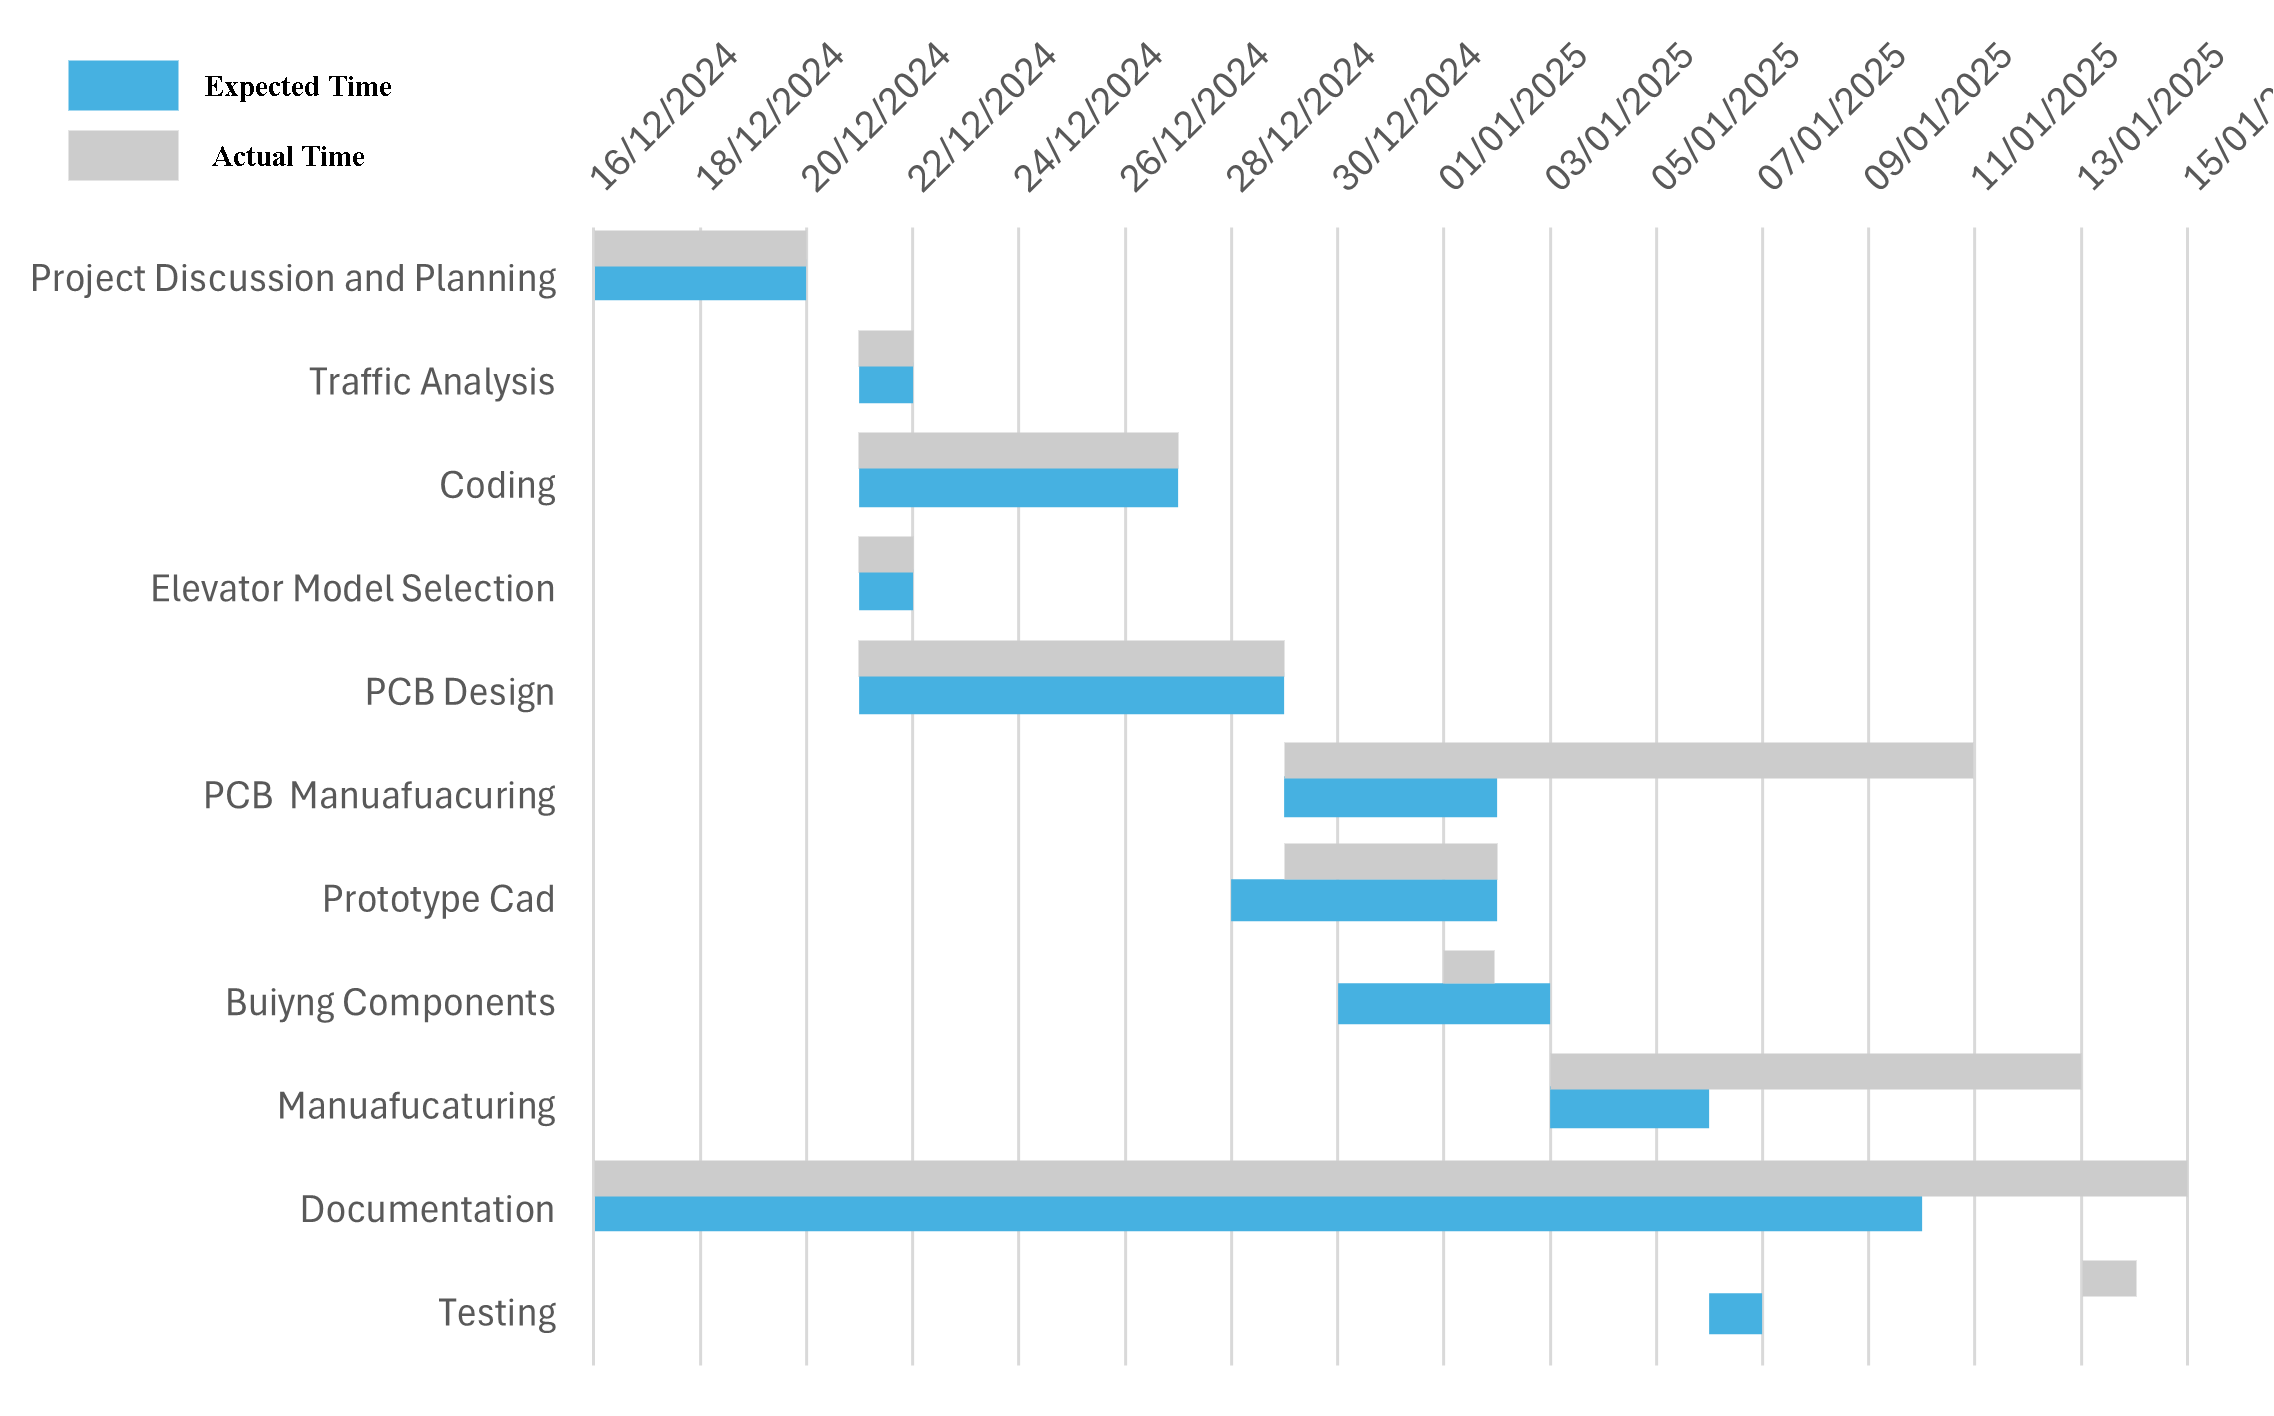 Expected Time
Actual Time
16/12/2024
18/12/2024
20/12/2024
22/12/2024
24/12/2024
26/12/2024
28/12/2024
30/12/2024
01/01/2025
03/01/2025
05/01/2025
07/01/2025
09/01/2025
11/01/2025
13/01/2025
15/01/2
Project Discussion and Planning
Traffic Analysis
Coding
Elevator Model Selection
PCB Design
PCB Manuafuacuring
Prototype Cad
Buiyng Components
Manuafucaturing
Documentation
Testing